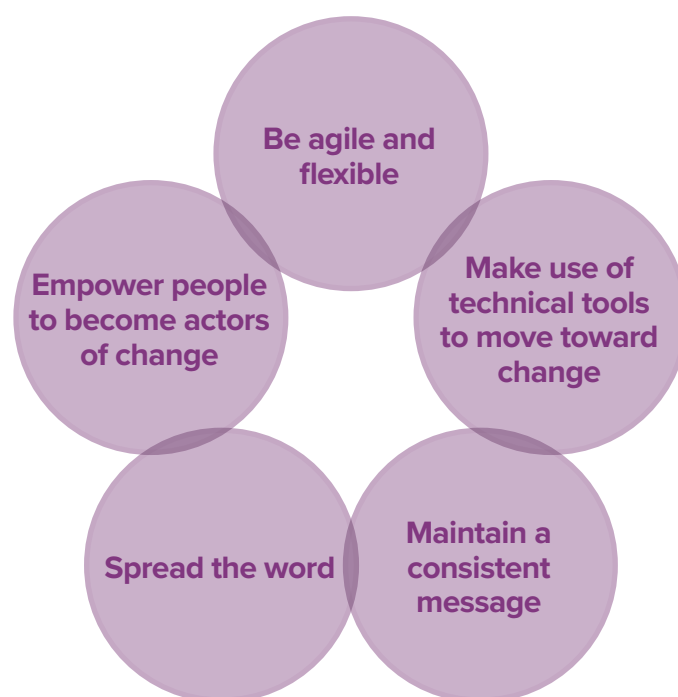 Be agile and
flexible
Make use of
technical tools
to move toward
change
Maintain a
consistent
message
Spread the word
Empower people
to become actors
of change